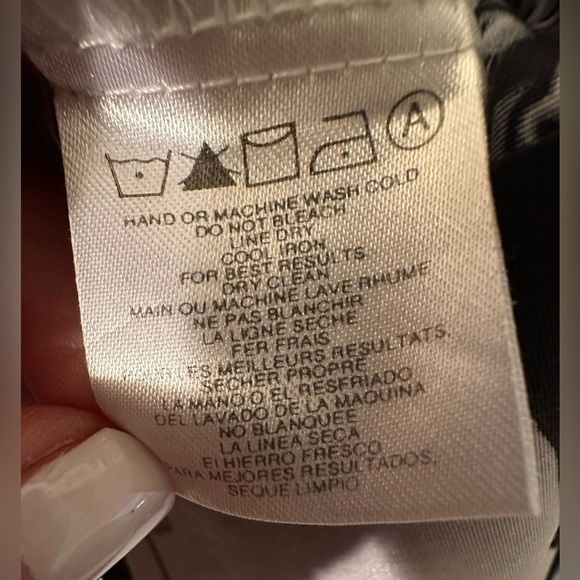 A
HAND OR MACHINE WASH COLD
DO NOT BLEACH
LINE DRY
COOL IRON
FOR BEST RESULTS
DRY CLEAN
MAIN OU MACHINE LAVE RHUME
NE PAS BLANCHIR
LA LIGNE SECHE
FER FRAIS
LES MEILLEURS RESULTATS.
SECHER PROPRE
LA MANO O EL RESFRIADO
DEL LAVADO DE LA MAQUINA
NO BLANQUEE
LA LINEA SECA
El HIERRO FRESCO
PARA MEJORES RESULTADOS,
SEQUE LIMPIO